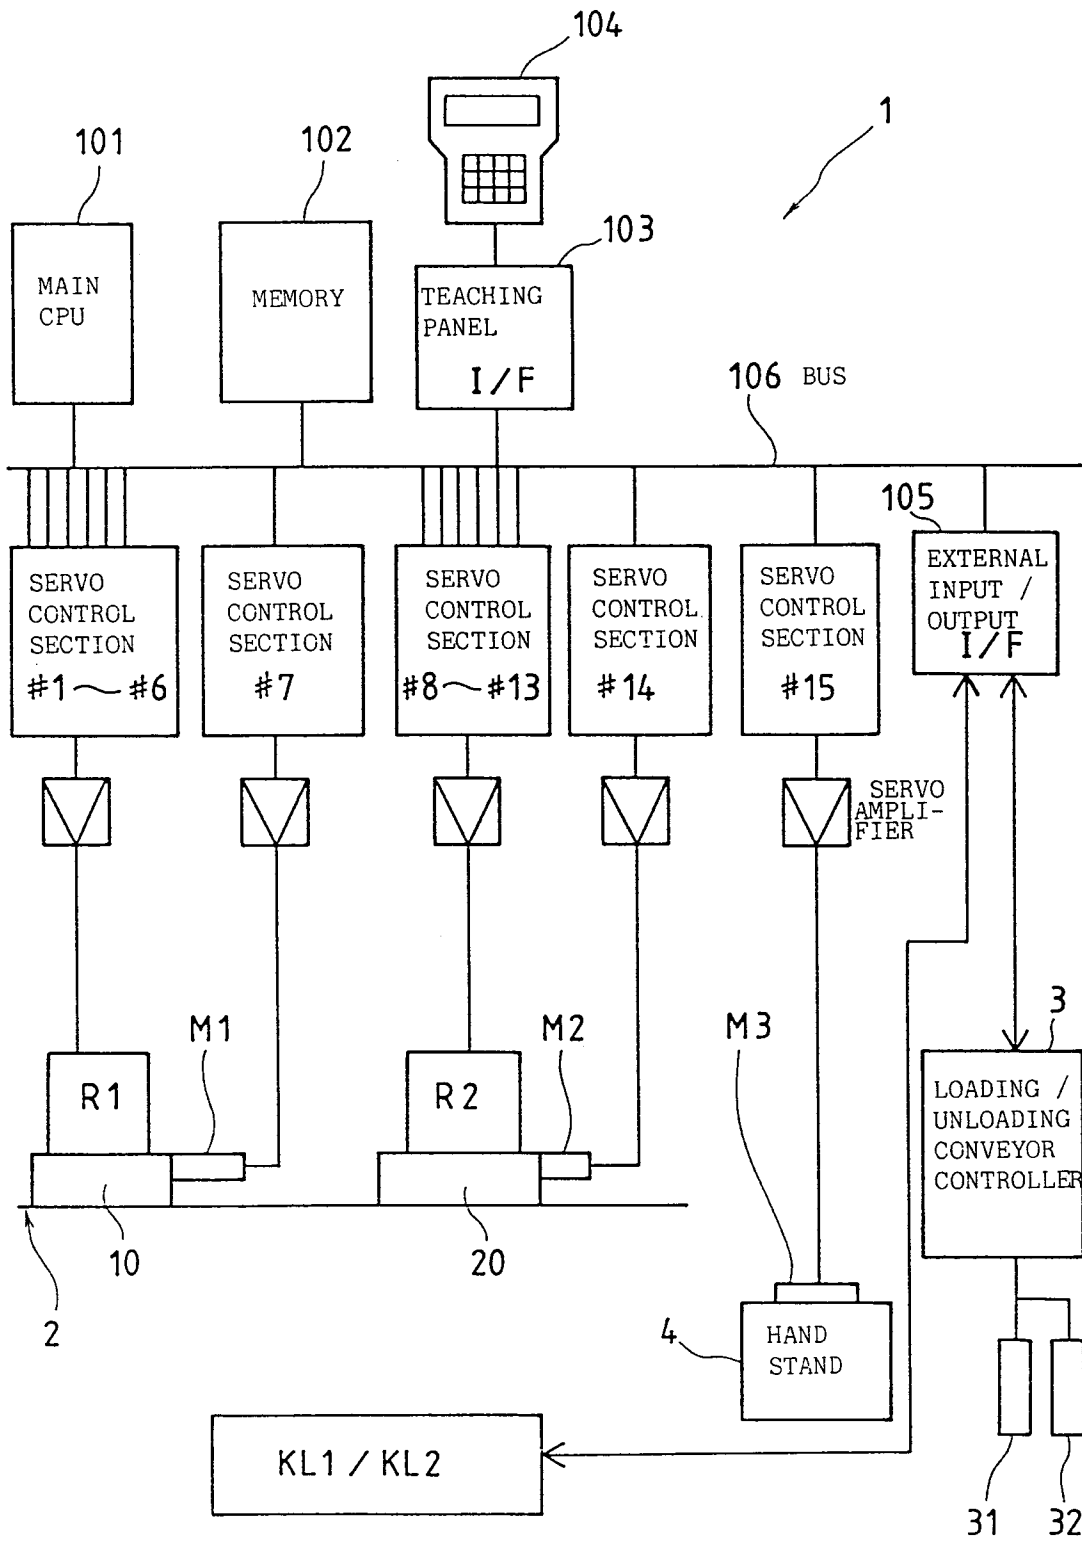 104
1
101
102
103
MAIN
CPU
MEMORY
TEACHING
PANEL
I/F
106 BUS
105
SERVO
CONTROL
SECTION
#1～#6
SERVO
CONTROL
SECTION
#7
SERVO
CONTROL
SECTION
#8～#13
SERVO
CONTROL
SECTION
#14
SERVO
CONTROL
SECTION
#15
EXTERNAL
INPUT /
OUTPUT
I/F
SERVO
AMPLI-
FIER
M1
M2
M3
3
R1
R2
LOADING /
UNLOADING
CONVEYOR
CONTROLLER
10
20
2
4
HAND
STAND
KL1 / KL2
31
32